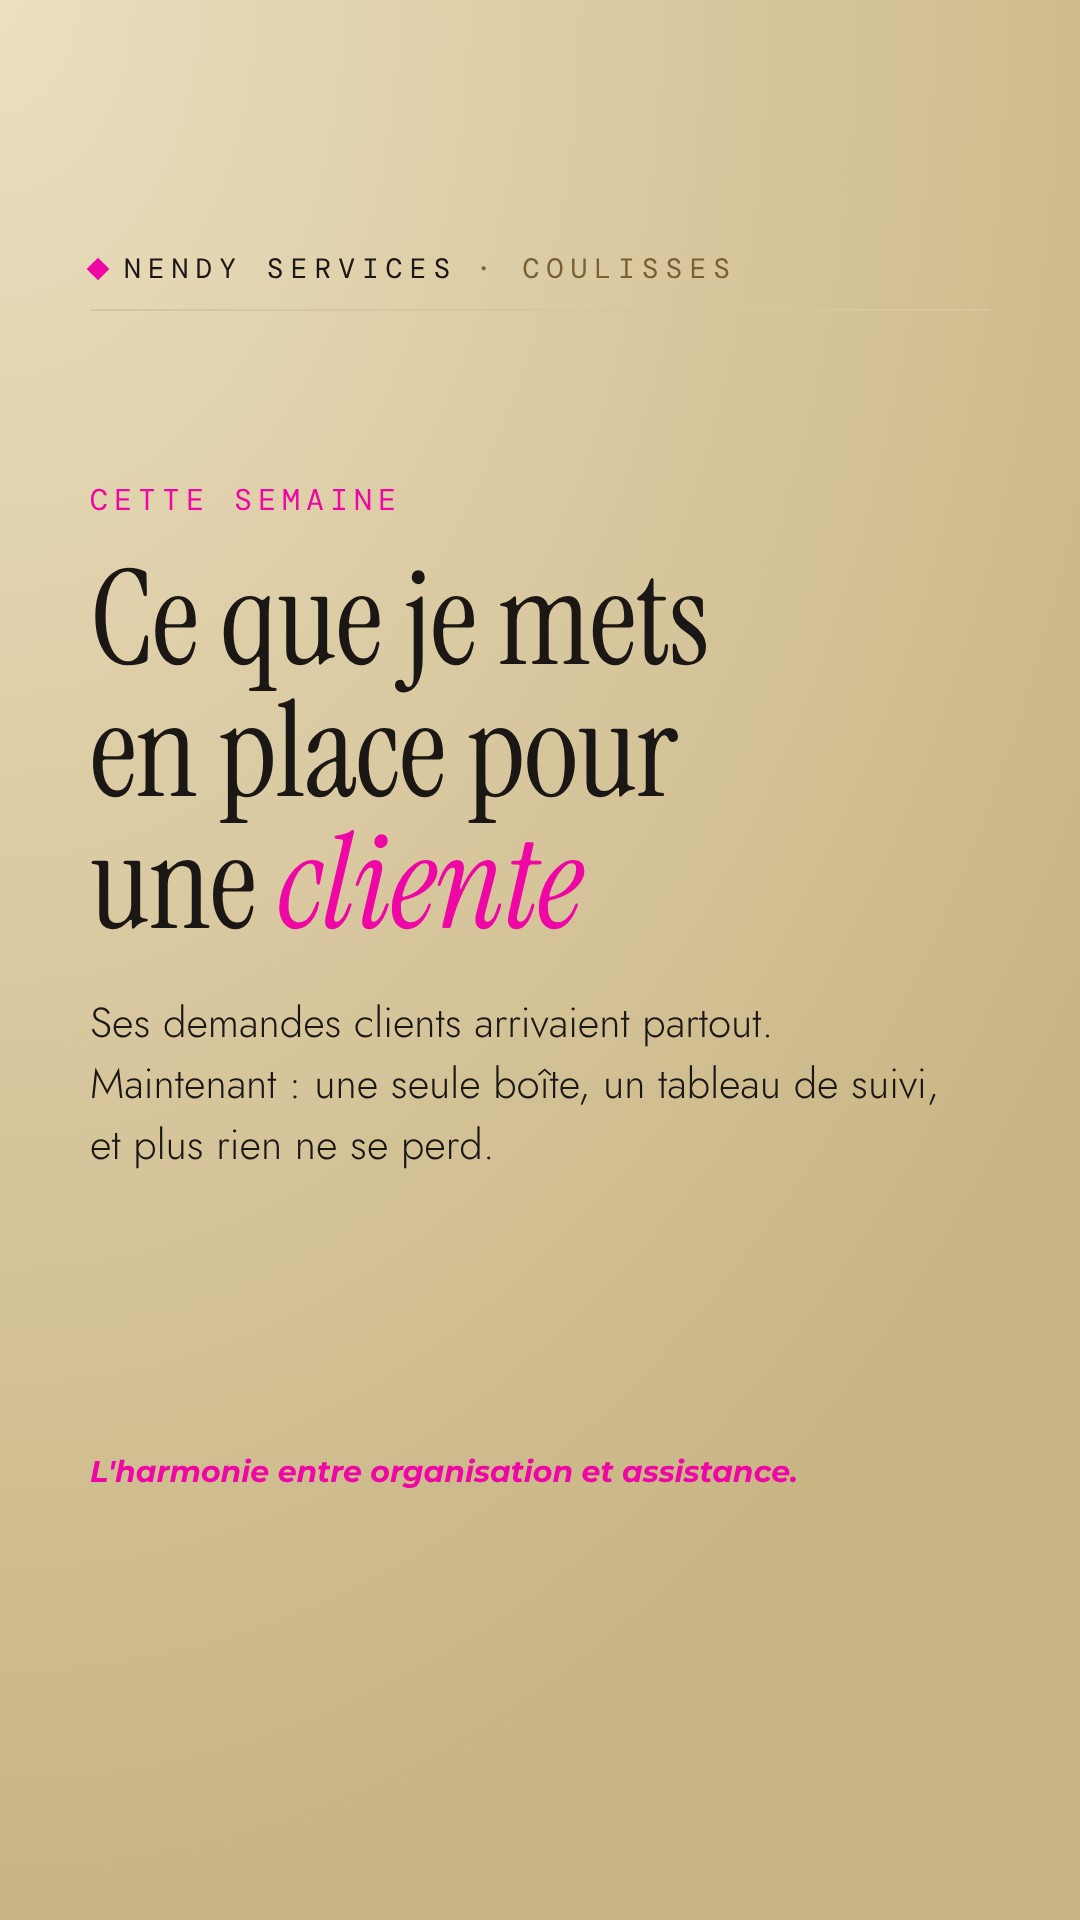 NENDY SERVICES · COULISSES
CETTE SEMAINE
Ce que je mets
en place pour
une cliente
Ses demandes clients arrivaient partout.
Maintenant : une seule boîte, un tableau de suivi,
et plus rien ne se perd.
L'harmonie entre organisation et assistance.